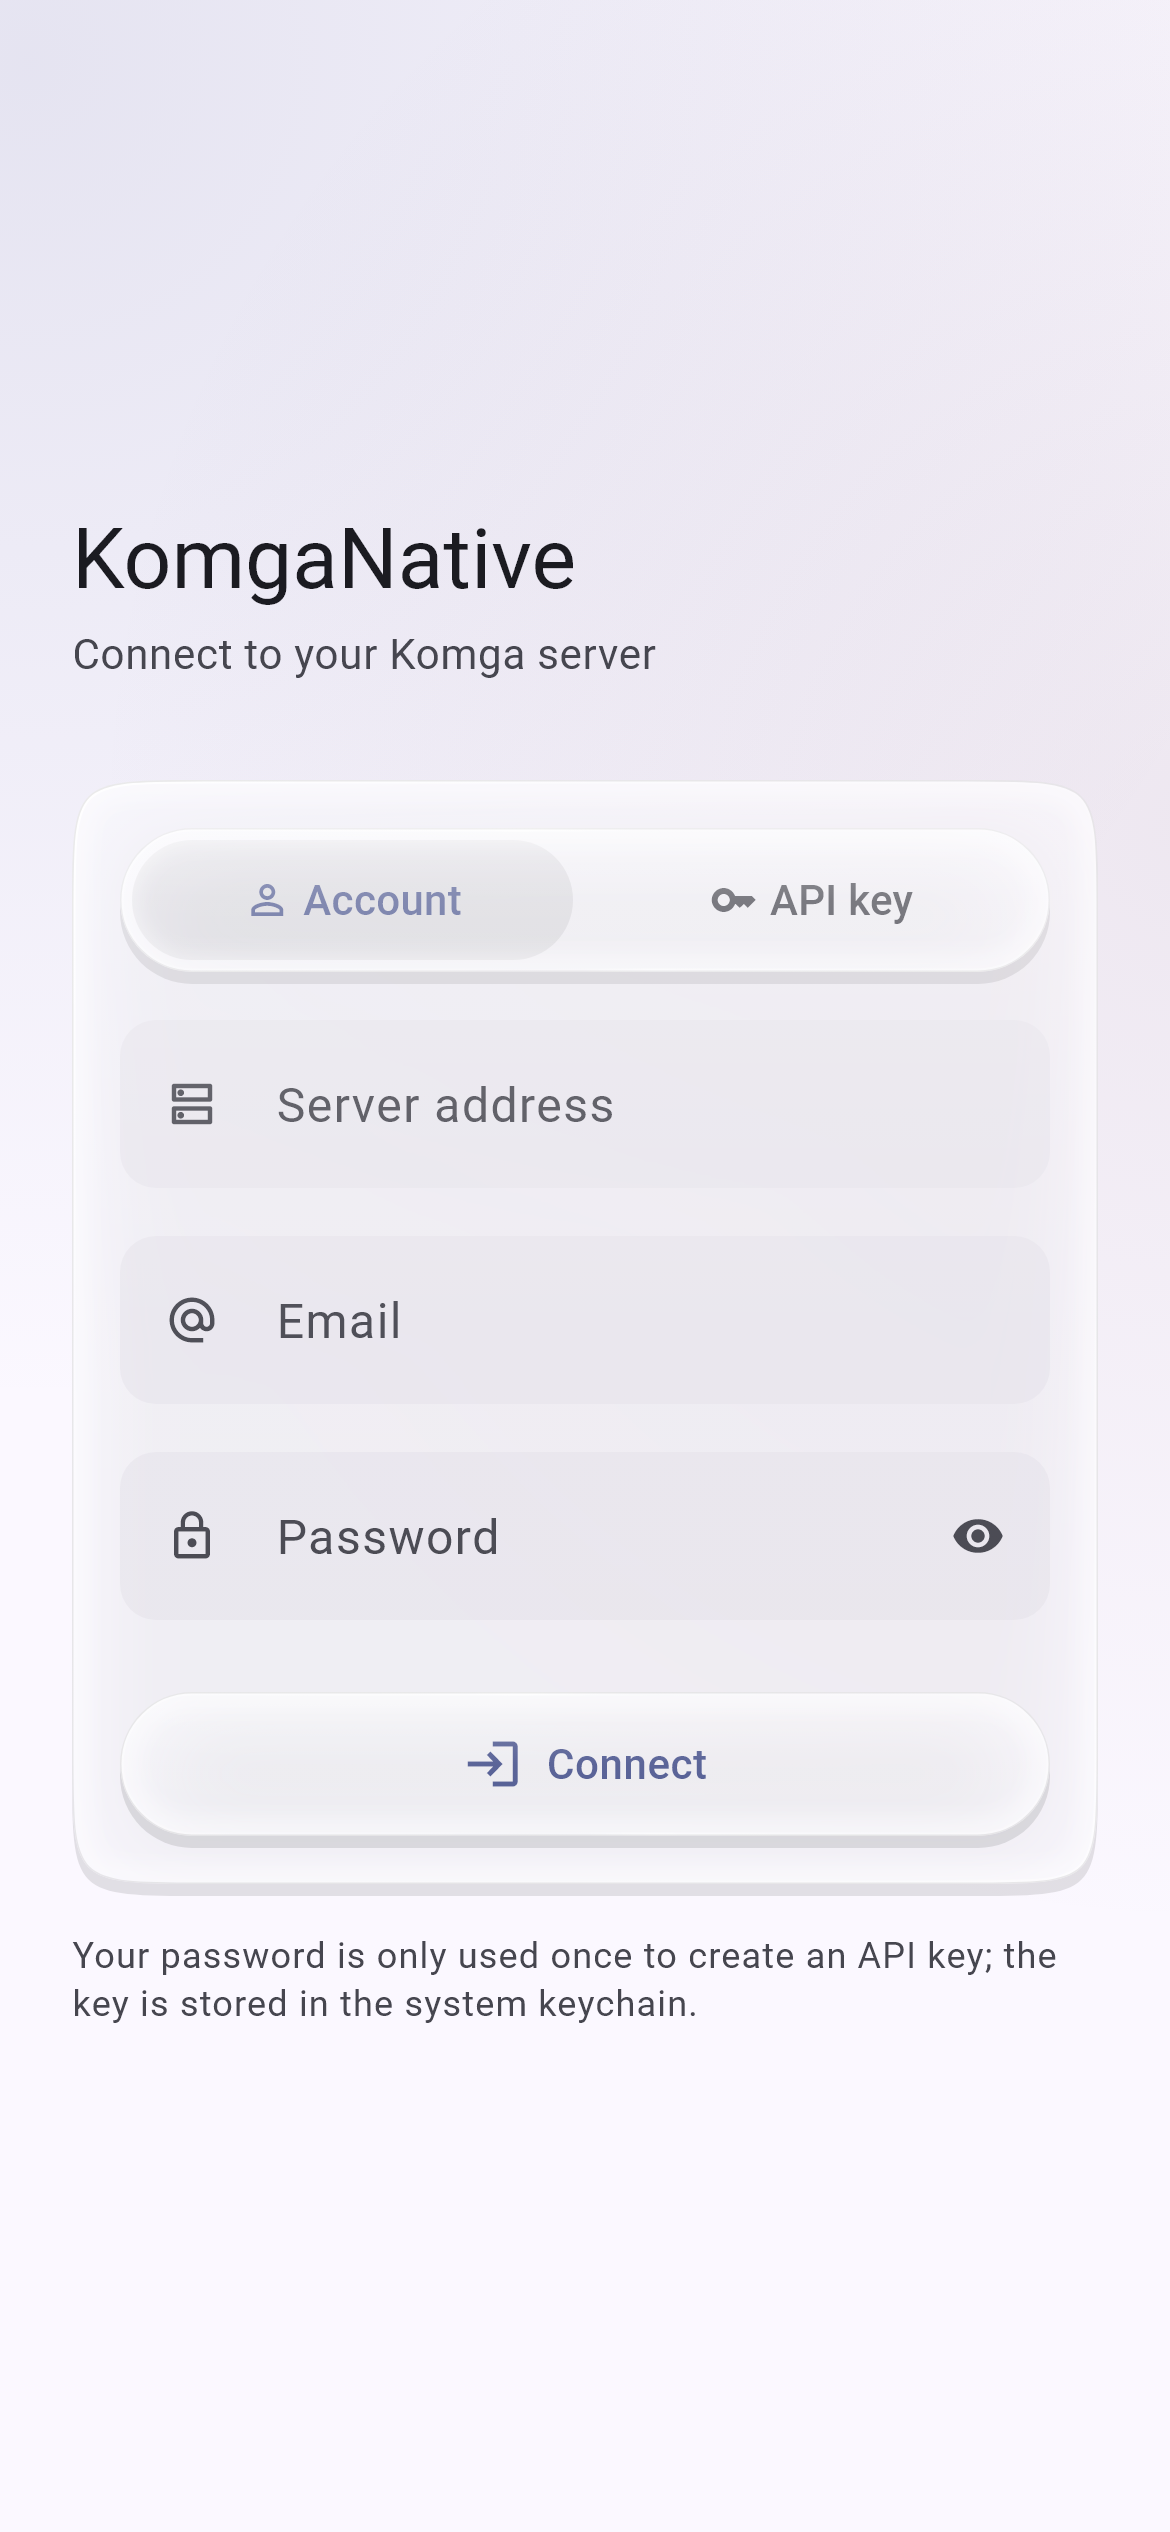 KomgaNative
Connect to your Komga server
Account
API key
Server address
Email
Password
Connect
Your password is only used once to create an API key; the
key is stored in the system keychain.